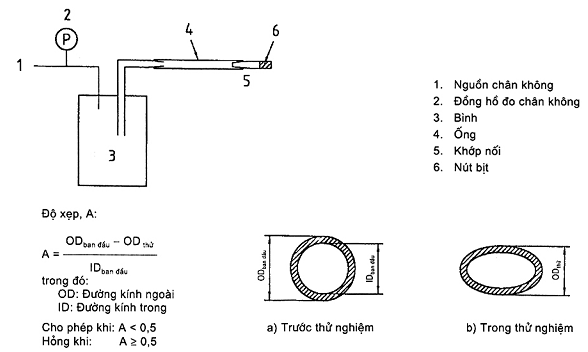 2
P
1
4
6
5
3
1. Nguồn chân không
2. Đồng hồ đo chân không
3. Bình
4. Ống
5. Khớp nối
6. Nút bịt
Độ xẹp, A:
A = (OD ban đầu – OD thử) / ID ban đầu
trong đó:
OD: Đường kính ngoài
ID: Đường kính trong
Cho phép khi: A < 0,5
Hỏng khi: A ≥ 0,5
OD ban đầu
ID ban đầu
OD thử
a) Trước thử nghiệm
b) Trong thử nghiệm